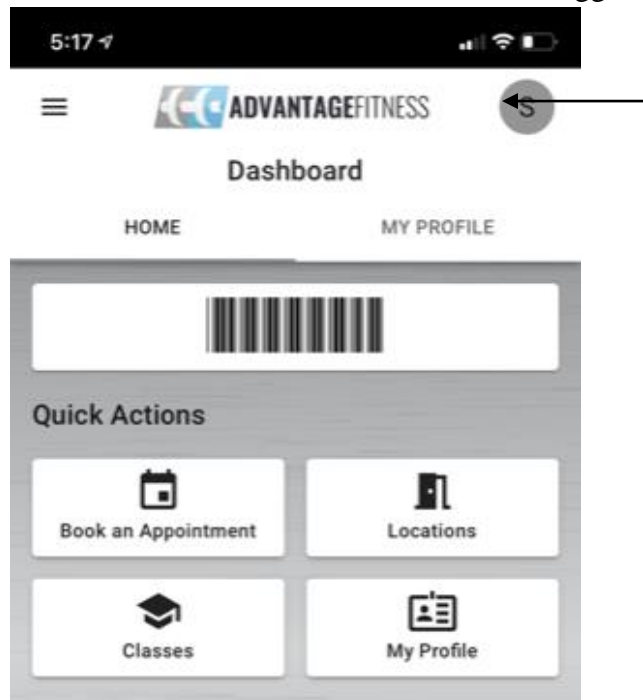 5:17
ADVANTAGEFITNESS
S
Dashboard
HOME
MY PROFILE
Quick Actions
Book an Appointment
Locations
Classes
My Profile